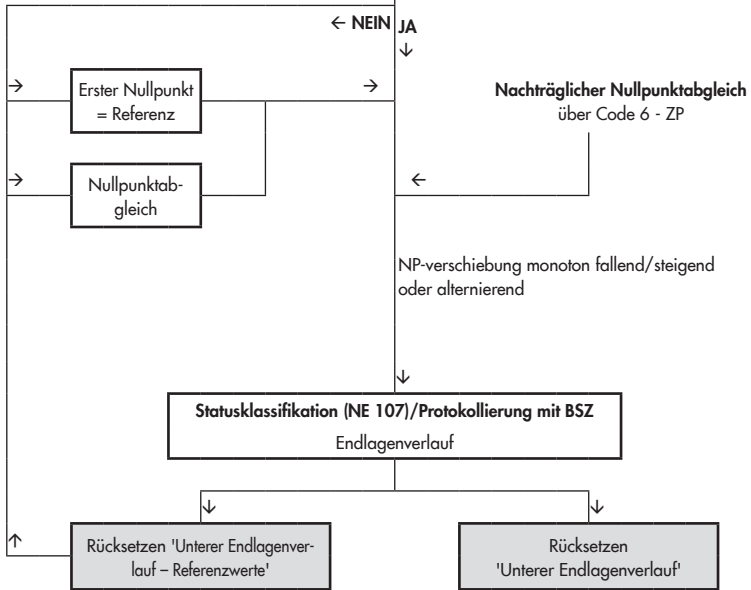 ← NEIN
JA
↓
→
Erster Nullpunkt
= Referenz
→
Nachträglicher Nullpunktabgleich
über Code 6 - ZP
→
Nullpunktab-
gleich
←
NP-verschiebung monoton fallend/steigend
oder alternierend
↓
Statusklassifikation (NE 107)/Protokollierung mit BSZ
Endlagenverlauf
↓
↓
↑
Rücksetzen 'Unterer Endlagenver-
lauf – Referenzwerte'
Rücksetzen
'Unterer Endlagenverlauf'